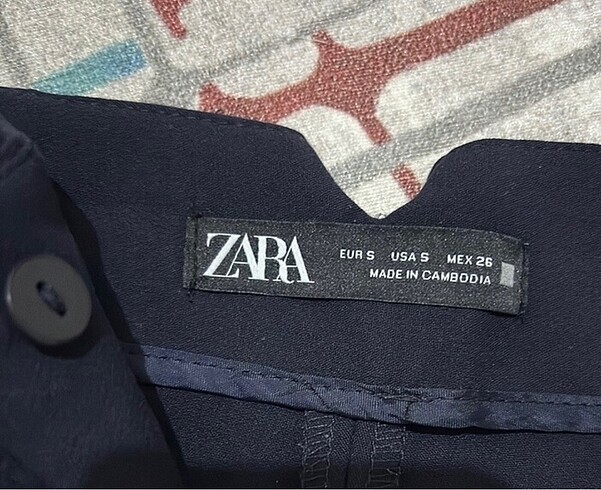 ZARA
EUR S USA S MEX 26
MADE IN CAMBODIA